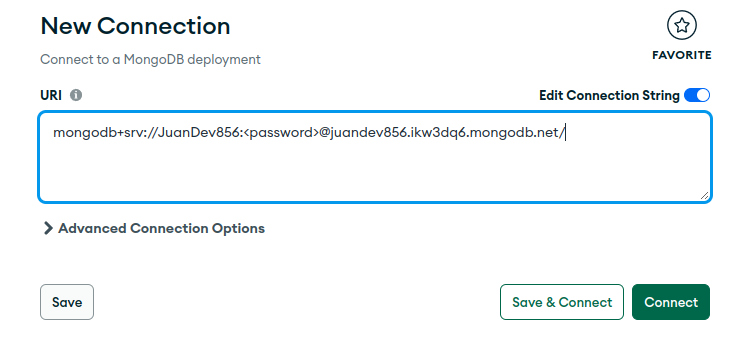 New Connection
FAVORITE
Connect to a MongoDB deployment
URI
Edit Connection String
mongodb+srv://JuanDev856:<password>@juandev856.ikw3dq6.mongodb.net/
Advanced Connection Options
Save
Save & Connect
Connect